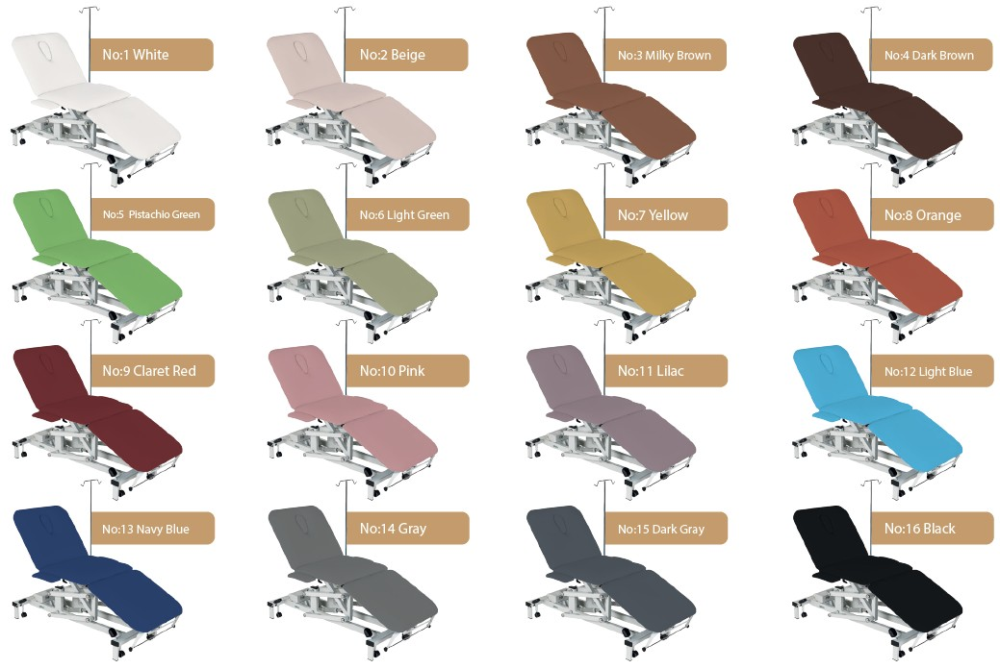 No:1 White
No:2 Beige
No:3 Milky Brown
No:4 Dark Brown
No:5 Pistachio Green
No:6 Light Green
No:7 Yellow
No:8 Orange
No:9 Claret Red
No:10 Pink
No:11 Lilac
No:12 Light Blue
No:13 Navy Blue
No:14 Gray
No:15 Dark Gray
No:16 Black